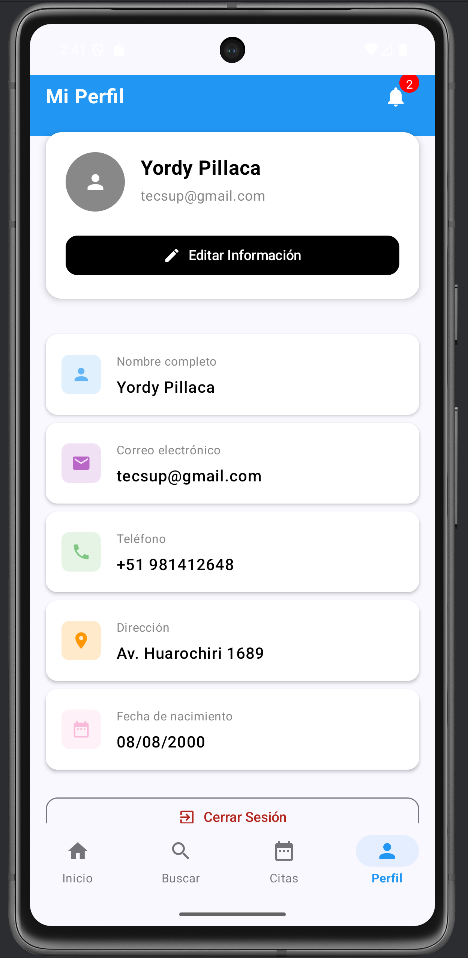 2:41
Mi Perfil
2
Yordy Pillaca
tecsup@gmail.com
Editar Información
Nombre completo
Yordy Pillaca
Correo electrónico
tecsup@gmail.com
Teléfono
+51 981412648
Dirección
Av. Huarochiri 1689
Fecha de nacimiento
08/08/2000
Cerrar Sesión
Inicio
Buscar
Citas
Perfil